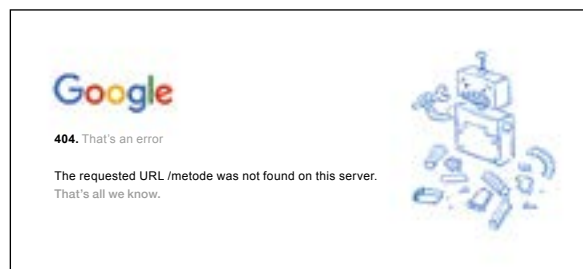 Google
404. That's an error
The requested URL /metode was not found on this server.
That's all we know.